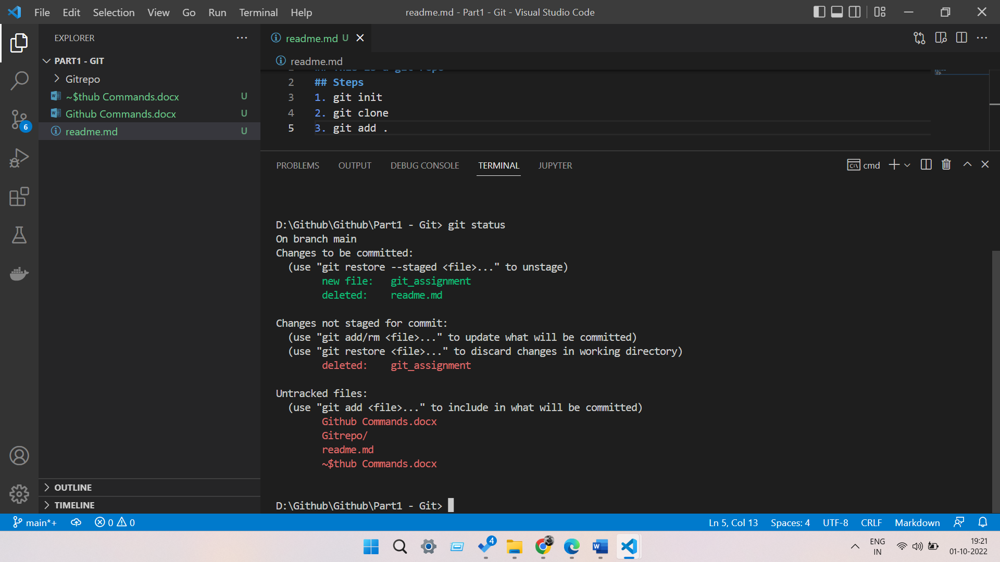 File Edit Selection View Go Run Terminal Help
readme.md - Part1 - Git - Visual Studio Code
EXPLORER
PART1 - GIT
Gitrepo
~$thub Commands.docx U
Github Commands.docx U
readme.md U
OUTLINE
TIMELINE
6
readme.md U
readme.md
2 ## Steps
3 1. git init
4 2. git clone
5 3. git add .
PROBLEMS OUTPUT DEBUG CONSOLE TERMINAL JUPYTER
cmd
D:\Github\Github\Part1 - Git> git status
On branch main
Changes to be committed:
(use "git restore --staged <file>..." to unstage)
new file: git_assignment
deleted: readme.md
Changes not staged for commit:
(use "git add/rm <file>..." to update what will be committed)
(use "git restore <file>..." to discard changes in working directory)
deleted: git_assignment
Untracked files:
(use "git add <file>..." to include in what will be committed)
Github Commands.docx
Gitrepo/
readme.md
~$thub Commands.docx
D:\Github\Github\Part1 - Git>
main*+ 0 0
Ln 5, Col 13 Spaces: 4 UTF-8 CRLF Markdown
4
ENG
IN
19:21
01-10-2022